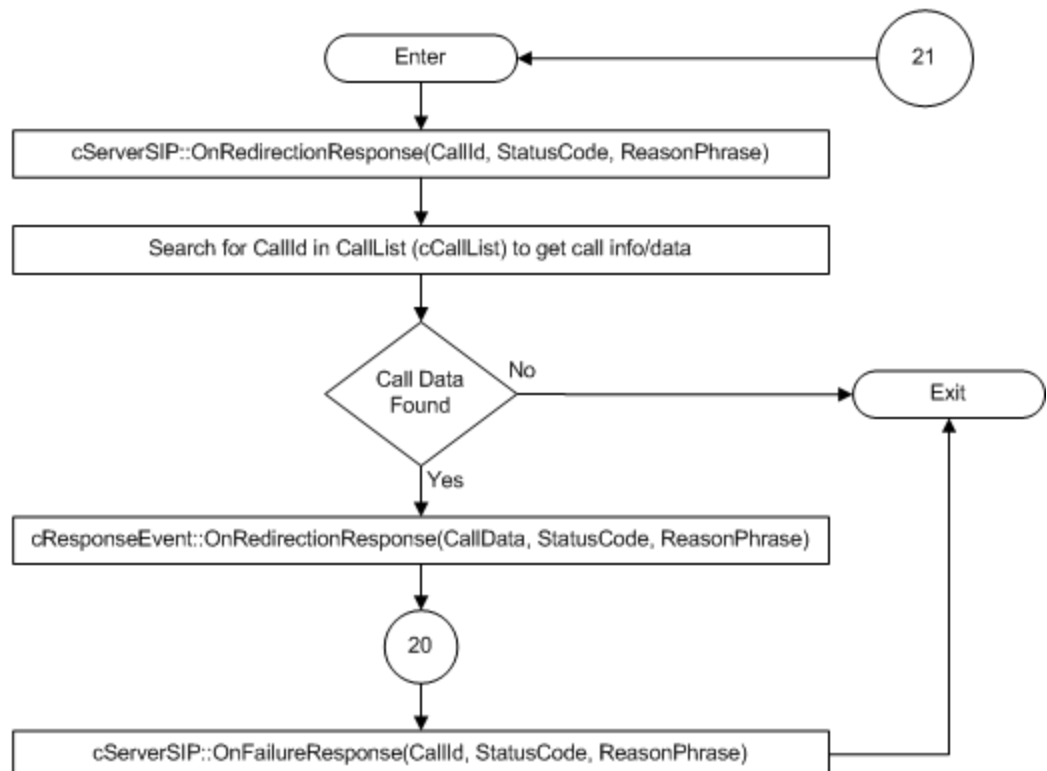 Enter
21
cServerSIP::OnRedirectionResponse(CallId, StatusCode, ReasonPhrase)
Search for CallId in CallList (cCallList) to get call info/data
Call Data
Found
No
Exit
Yes
cResponseEvent::OnRedirectionResponse(CallData, StatusCode, ReasonPhrase)
20
cServerSIP::OnFailureResponse(CallId, StatusCode, ReasonPhrase)